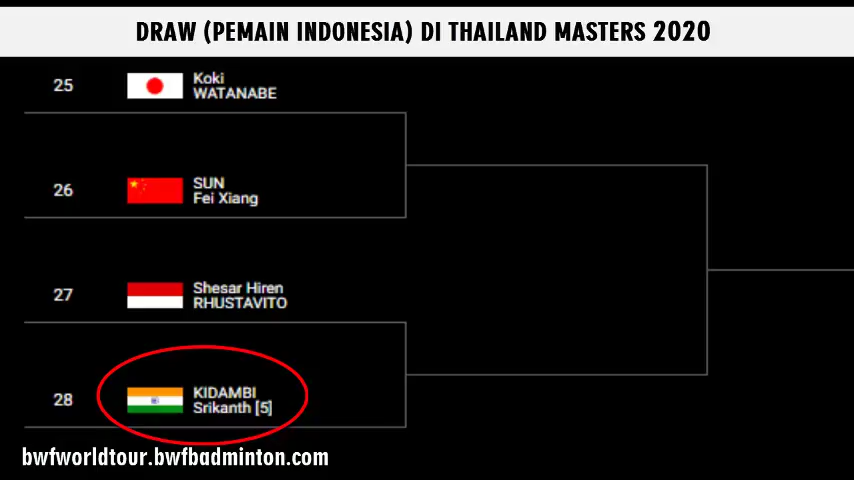 DRAW (PEMAIN INDONESIA) DI THAILAND MASTERS 2020
25
Koki
WATANABE
26
SUN
Fei Xiang
27
Shesar Hiren
RHUSTAVITO
28
KIDAMBI
Srikanth [5]
bwfworldtour.bwfbadminton.com